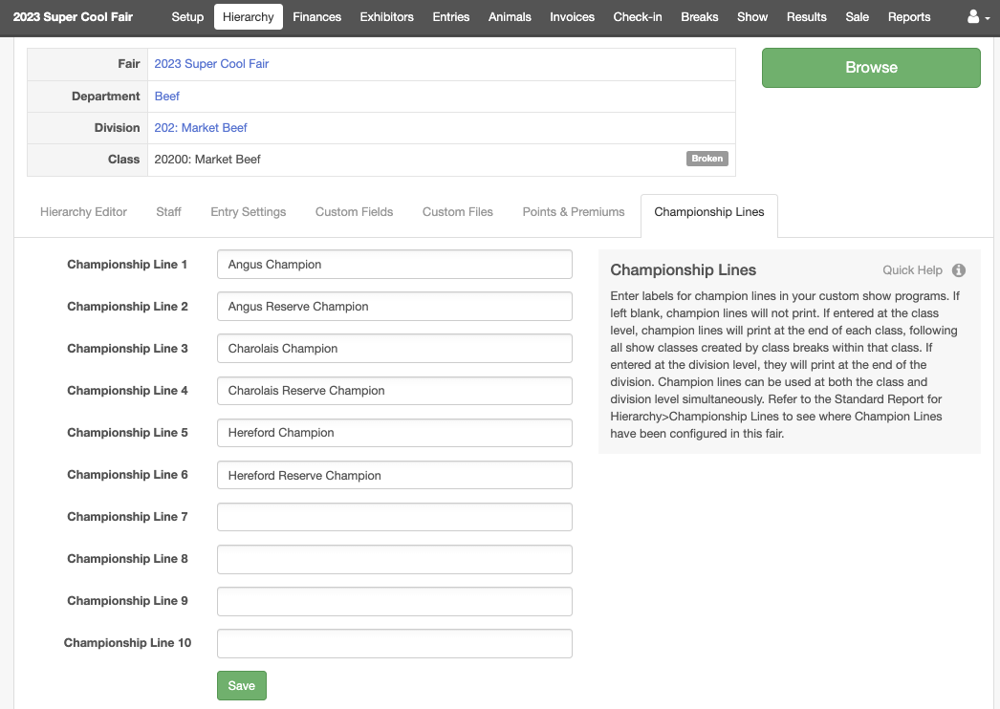 2023 Super Cool Fair Setup Hierarchy Finances Exhibitors Entries Animals Invoices Check-in Breaks Show Results Sale Reports
Fair 2023 Super Cool Fair
Browse
Department Beef
Division 202: Market Beef
Class 20200: Market Beef Broken
Hierarchy Editor Staff Entry Settings Custom Fields Custom Files Points & Premiums Championship Lines
Championship Line 1 Angus Champion
Championship Line 2 Angus Reserve Champion
Championship Line 3 Charolais Champion
Championship Line 4 Charolais Reserve Champion
Championship Line 5 Hereford Champion
Championship Line 6 Hereford Reserve Champion
Championship Line 7
Championship Line 8
Championship Line 9
Championship Line 10
Save
Championship Lines Quick Help
Enter labels for champion lines in your custom show programs. If
left blank, champion lines will not print. If entered at the class
level, champion lines will print at the end of each class, following
all show classes created by class breaks within that class. If
entered at the division level, they will print at the end of the
division. Champion lines can be used at both the class and
division level simultaneously. Refer to the Standard Report for
Hierarchy>Championship Lines to see where Champion Lines
have been configured in this fair.